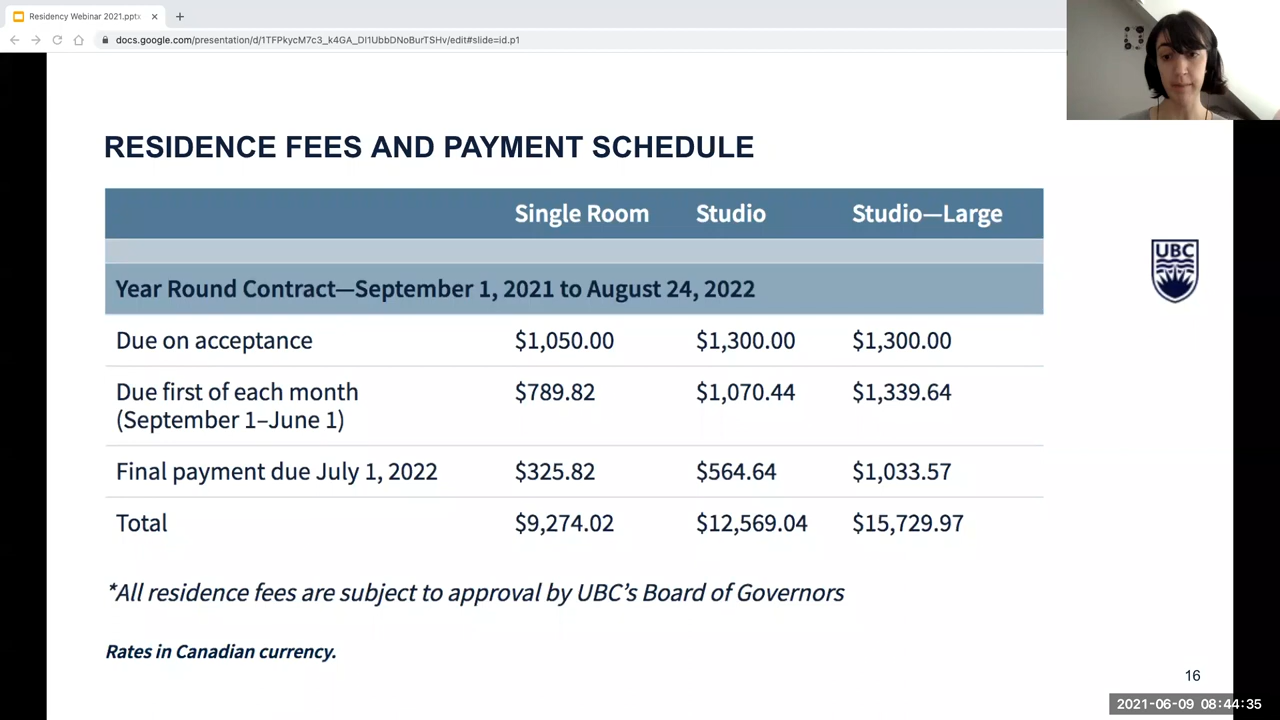 Residency Webinar 2021.pptx
docs.google.com/presentation/d/1TFPkycM7c3_k4GA_DI1UbbDNoBurTSHv/edit#slide=id.p1
RESIDENCE FEES AND PAYMENT SCHEDULE
Single Room Studio Studio—Large
UBC
Year Round Contract—September 1, 2021 to August 24, 2022
Due on acceptance $1,050.00 $1,300.00 $1,300.00
Due first of each month $789.82 $1,070.44 $1,339.64
(September 1–June 1)
Final payment due July 1, 2022 $325.82 $564.64 $1,033.57
Total $9,274.02 $12,569.04 $15,729.97
*All residence fees are subject to approval by UBC's Board of Governors
Rates in Canadian currency.
16
2021-06-09 08:44:35